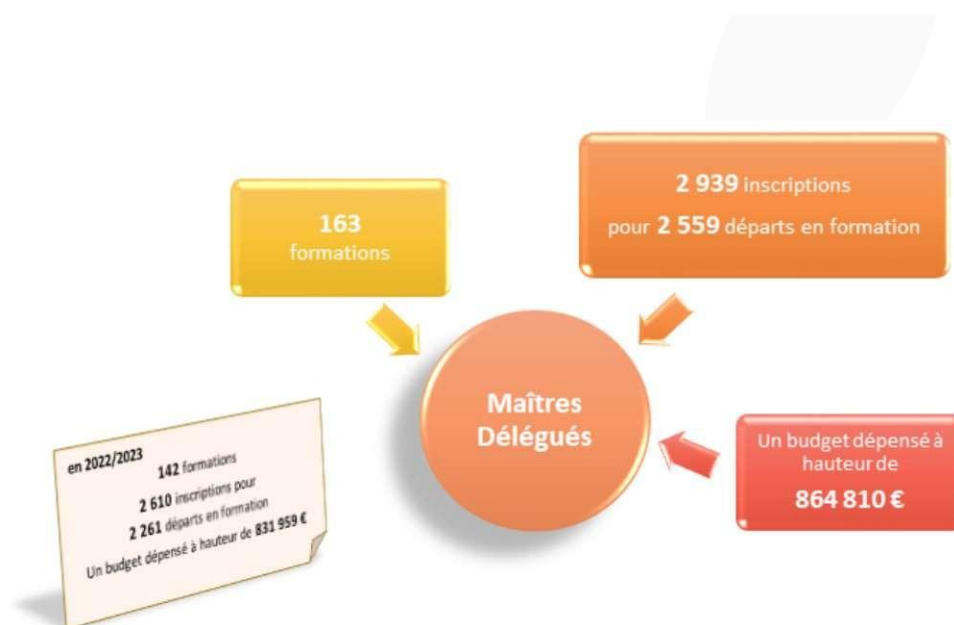 163
formations
2 939 inscriptions
pour 2 559 départs en formation
Maîtres
Délégués
Un budget dépensé à
hauteur de
864 810 €
en 2022/2023
142 formations
2 610 inscriptions pour
2 261 départs en formation
Un budget dépensé à hauteur de 831 959 €